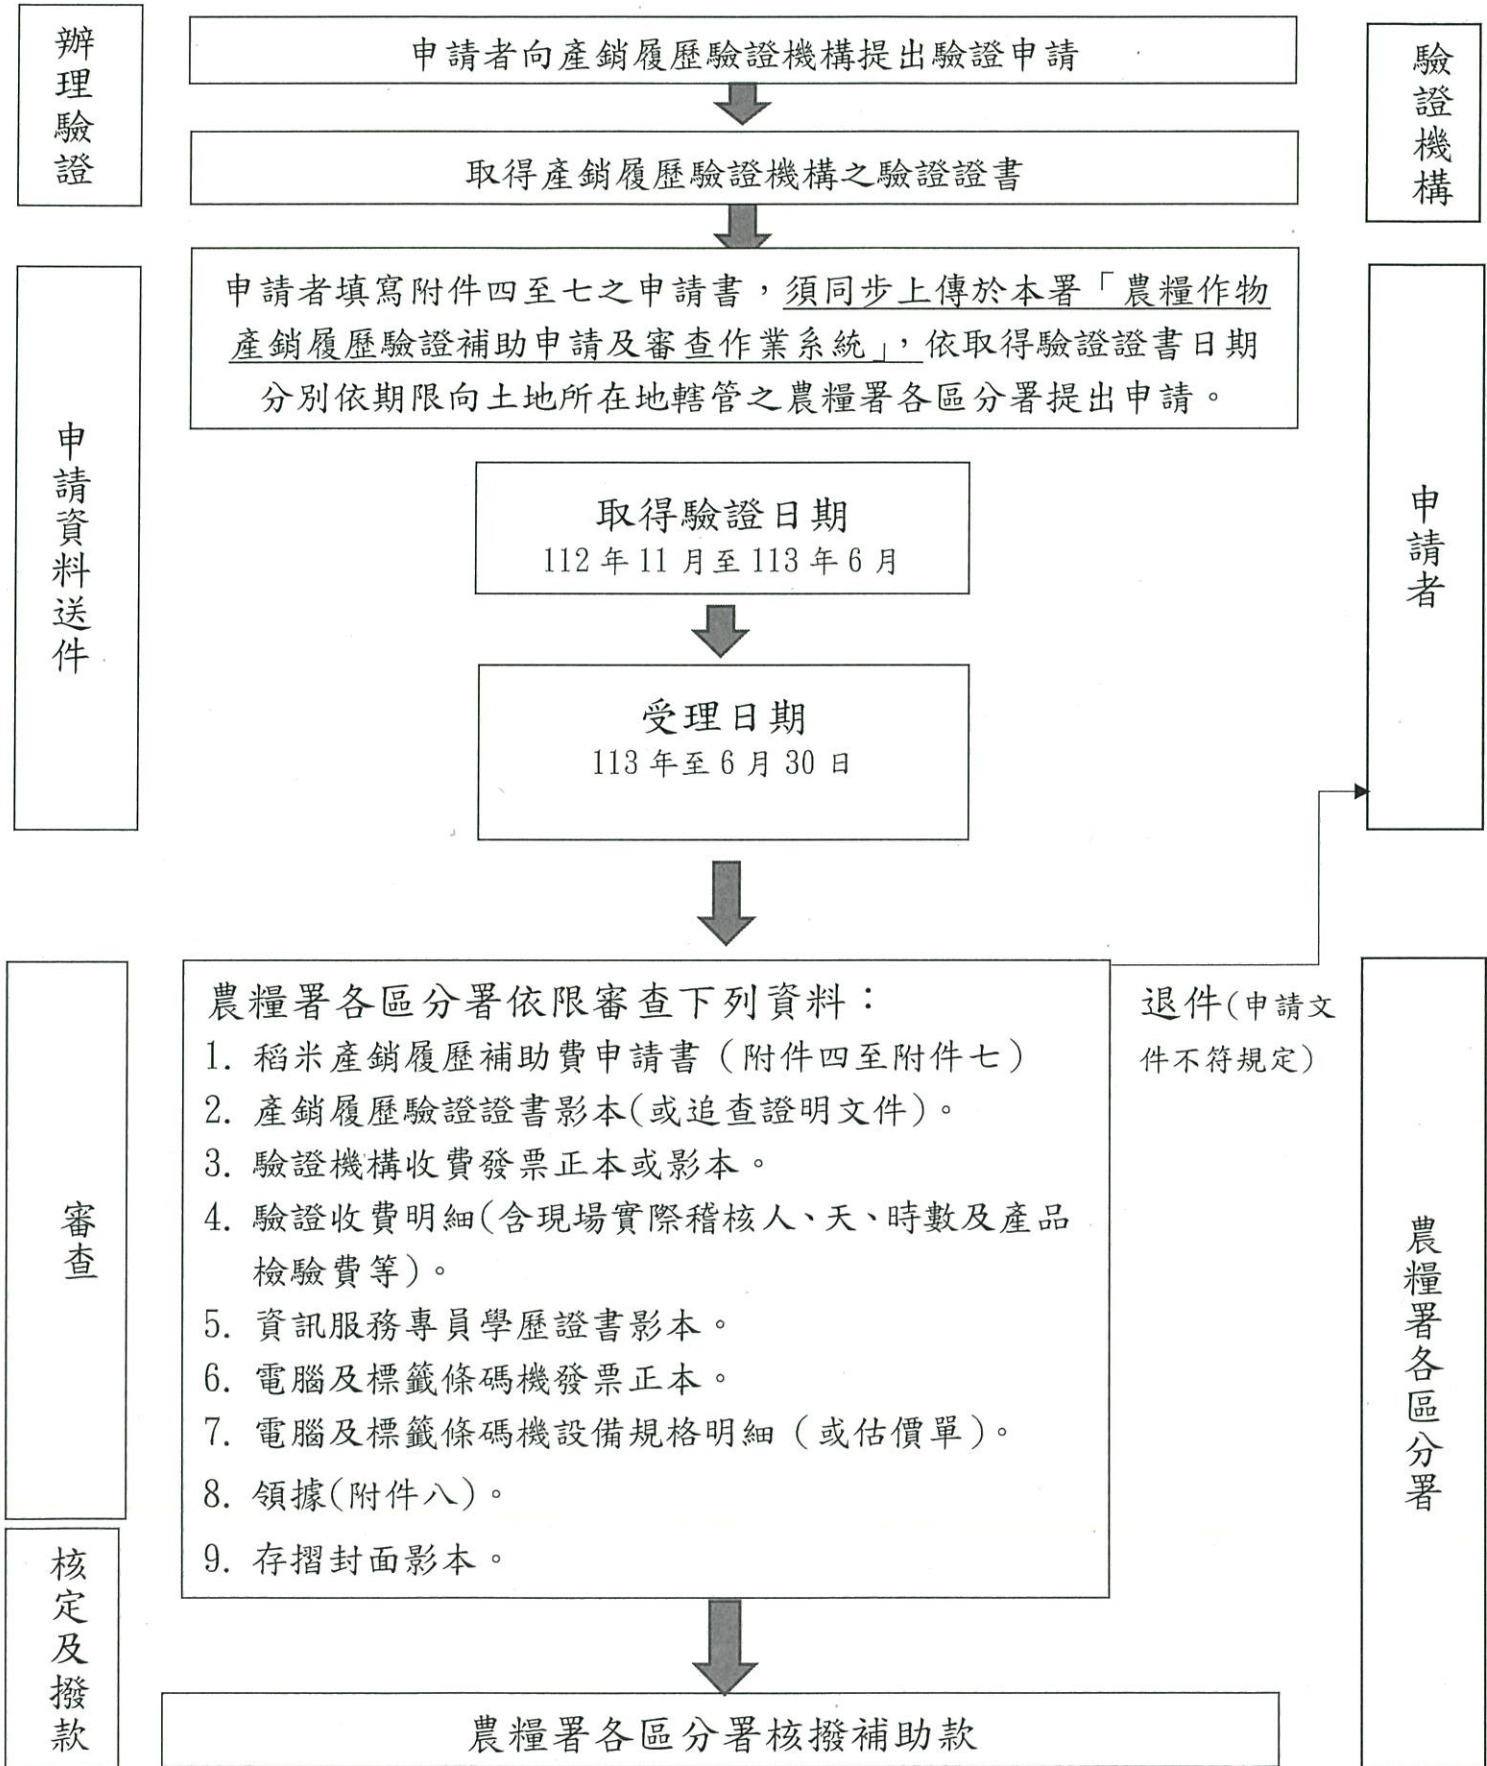 辦理驗證
申請者向產銷履歷驗證機構提出驗證申請
驗證機構
取得產銷履歷驗證機構之驗證證書
申請資料送件
申請者填寫附件四至七之申請書，須同步上傳於本署「農糧作物
產銷履歷驗證補助申請及審查作業系統」，依取得驗證證書日期
分別依期限向土地所在地轄管之農糧署各區分署提出申請。
申請者
取得驗證日期
112 年 11 月至 113 年 6 月
受理日期
113 年至 6 月 30 日
審查
農糧署各區分署依限審查下列資料：
1. 稻米產銷履歷補助費申請書（附件四至附件七）
2. 產銷履歷驗證證書影本(或追查證明文件)。
3. 驗證機構收費發票正本或影本。
4. 驗證收費明細(含現場實際稽核人、天、時數及產品
檢驗費等)。
5. 資訊服務專員學歷證書影本。
6. 電腦及標籤條碼機發票正本。
7. 電腦及標籤條碼機設備規格明細（或估價單）。
8. 領據(附件八)。
9. 存摺封面影本。
退件(申請文
件不符規定)
農糧署各區分署
核定及撥款
農糧署各區分署核撥補助款